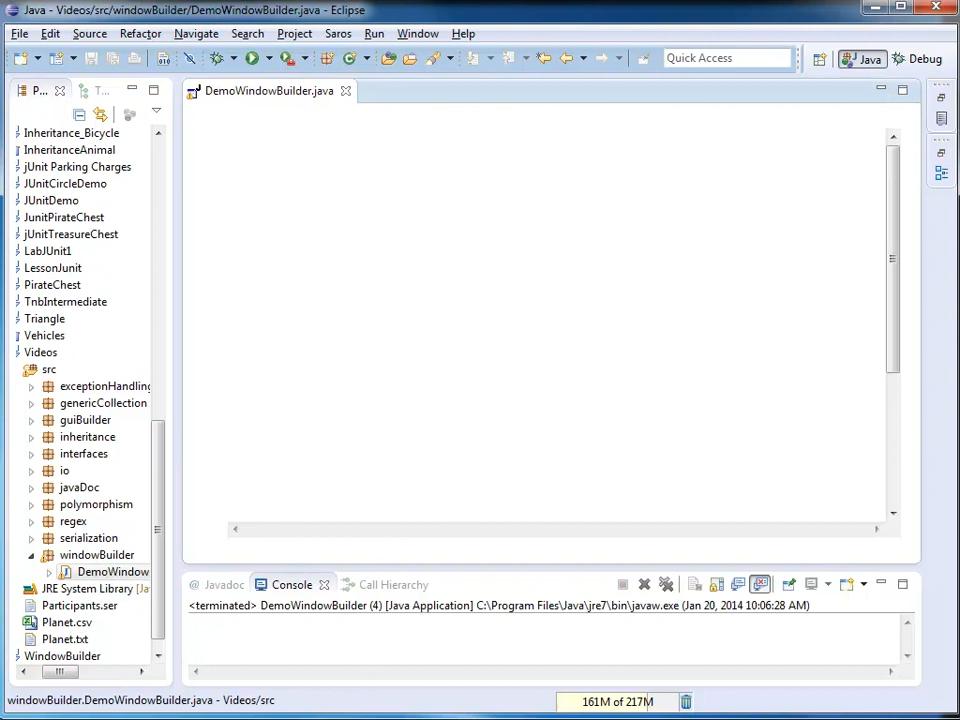 Java - Videos/src/windowBuilder/DemoWindowBuilder.java - Eclipse
File Edit Source Refactor Navigate Search Project Saros Run Window Help
Quick Access Java Debug
P... T... DemoWindowBuilder.java
Inheritance_Bicycle
InheritanceAnimal
jUnit Parking Charges
JUnitCircleDemo
JUnitDemo
JunitPirateChest
jUnitTreasureChest
LabJUnit1
LessonJunit
PirateChest
TnbIntermediate
Triangle
Vehicles
Videos
src
exceptionHandling
genericCollection
guiBuilder
inheritance
interfaces
io
javaDoc
polymorphism
regex
serialization
windowBuilder
DemoWindow
JRE System Library [Ja
Participants.ser
Planet.csv
Planet.txt
WindowBuilder
@ Javadoc Console Call Hierarchy
<terminated> DemoWindowBuilder (4) [Java Application] C:\Program Files\Java\jre7\bin\javaw.exe (Jan 20, 2014 10:06:28 AM)
windowBuilder.DemoWindowBuilder.java - Videos/src
161M of 217M